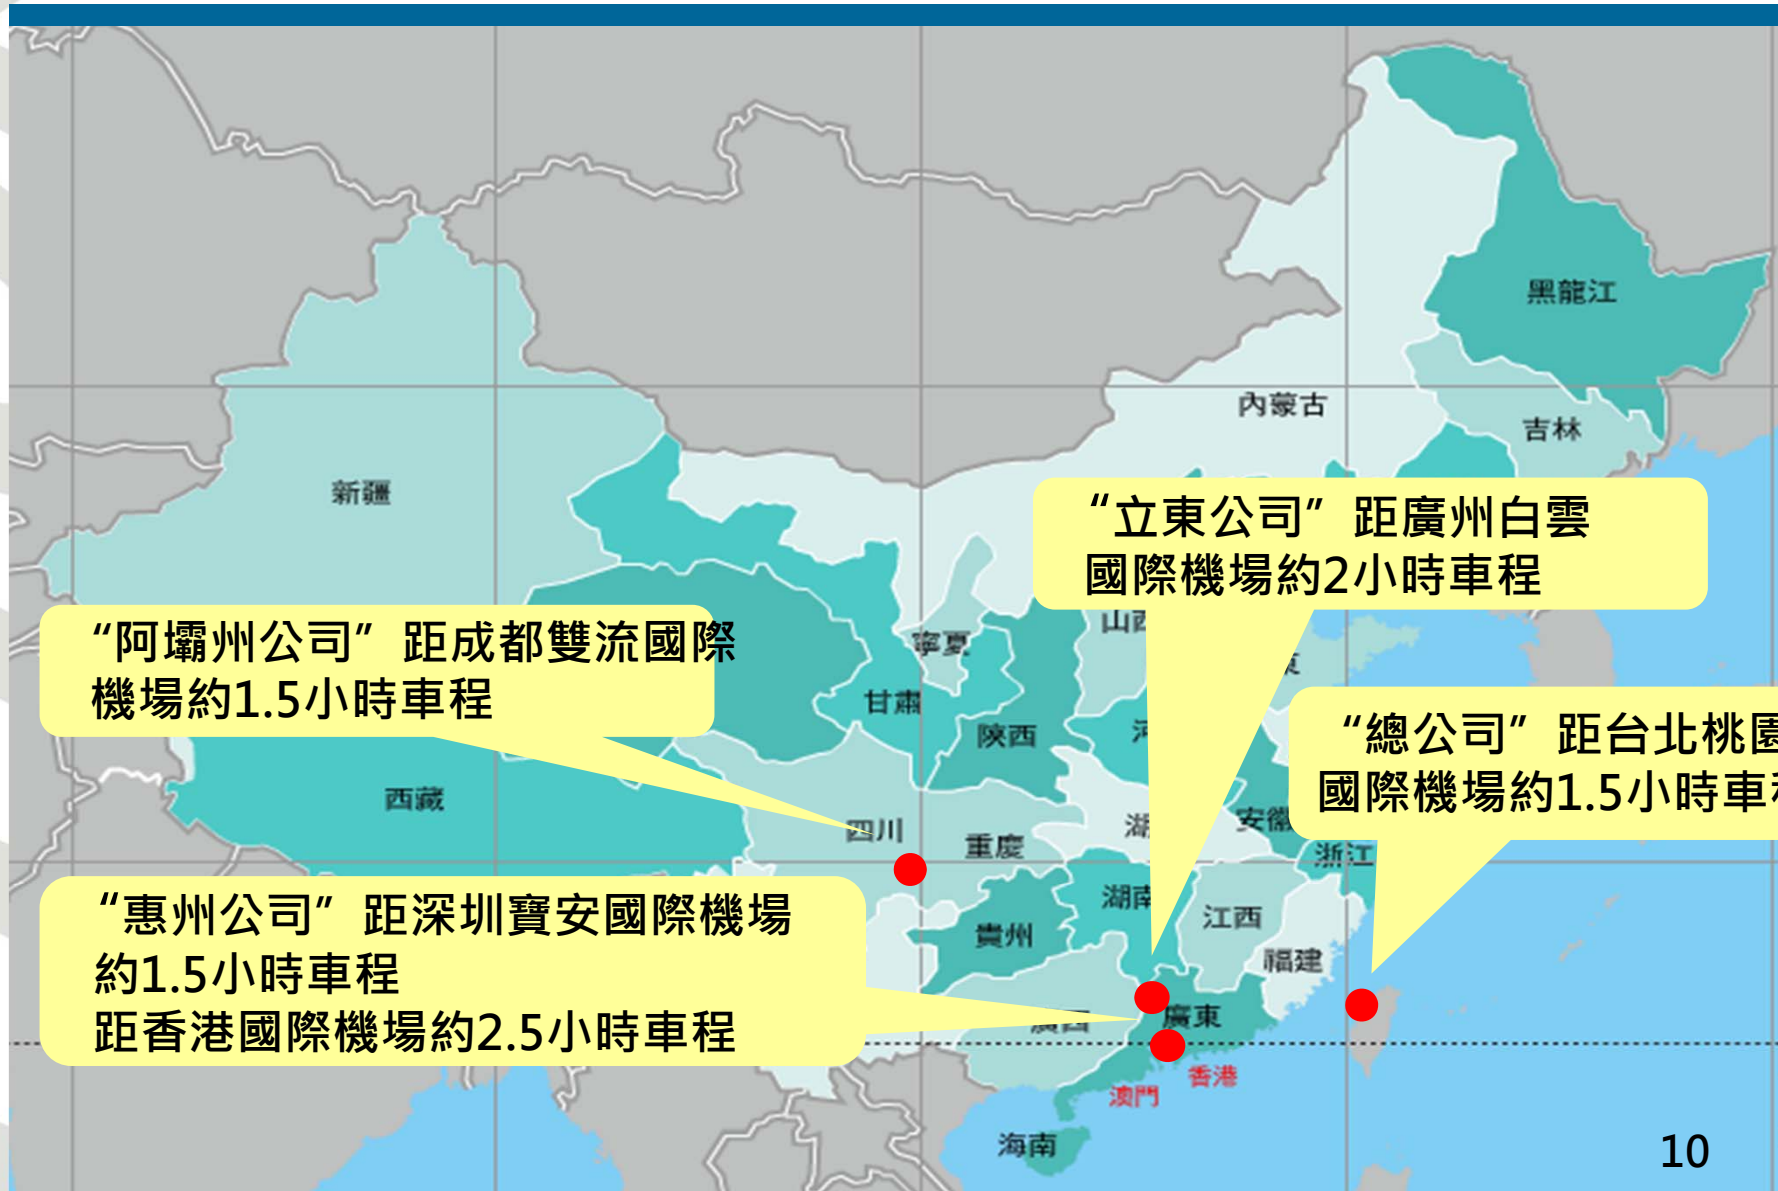 黑龍江
內蒙古
吉林
新疆
“立東公司”距廣州白雲
國際機場約2小時車程
“阿壩州公司”距成都雙流國際
機場約1.5小時車程
寧夏
山西
甘肅
陝西
“總公司”距台北桃園
國際機場約1.5小時車
西藏
四川
重慶
湖
安徽
浙江
“惠州公司”距深圳寶安國際機場
約1.5小時車程
距香港國際機場約2.5小時車程
湖南
貴州
江西
福建
廣西
廣東
香港
澳門
海南
10